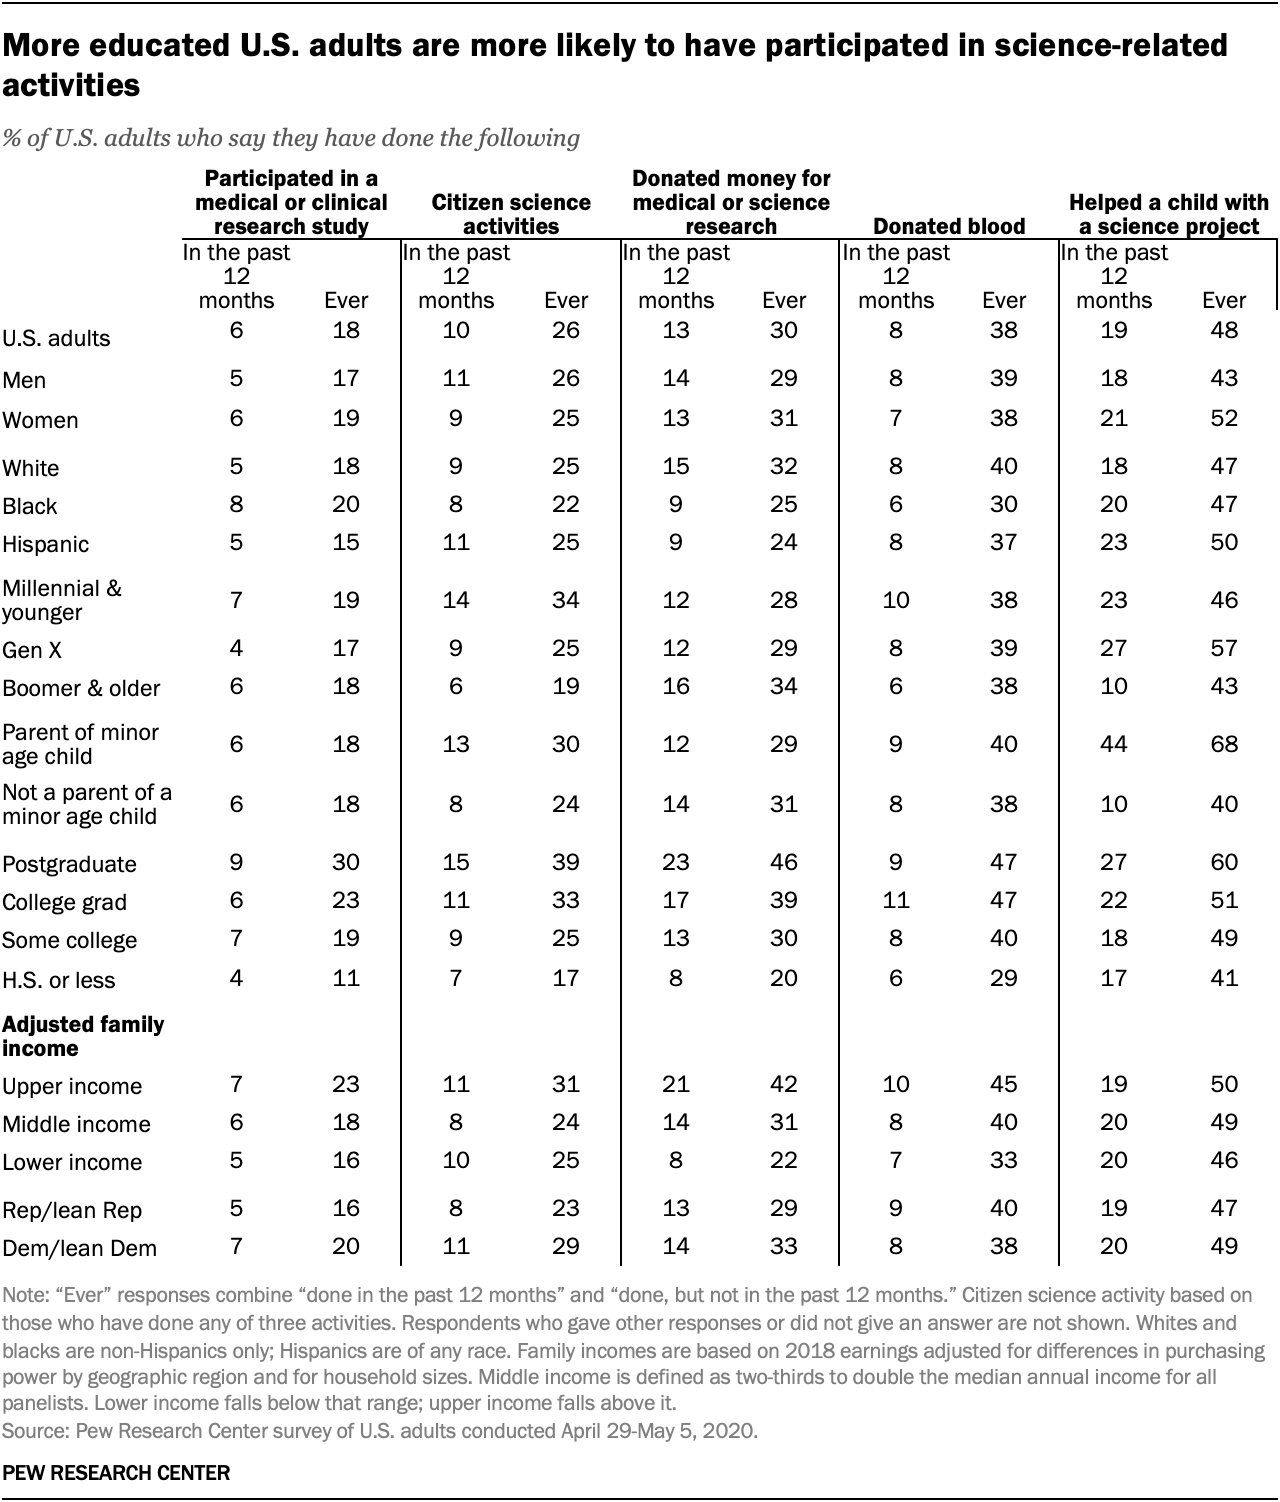 More educated U.S. adults are more likely to have participated in science-related
activities
% of U.S. adults who say they have done the following
Participated in a
medical or clinical
research study
Citizen science
activities
Donated money for
medical or science
research
Donated blood
Helped a child with
a science project
In the past
12
months Ever In the past
12
months Ever In the past
12
months Ever In the past
12
months Ever In the past
12
months Ever
U.S. adults 6 18 10 26 13 30 8 38 19 48
Men 5 17 11 26 14 29 8 39 18 43
Women 6 19 9 25 13 31 7 38 21 52
White 5 18 9 25 15 32 8 40 18 47
Black 8 20 8 22 9 25 6 30 20 47
Hispanic 5 15 11 25 9 24 8 37 23 50
Millennial &
younger 7 19 14 34 12 28 10 38 23 46
Gen X 4 17 9 25 12 29 8 39 27 57
Boomer & older 6 18 6 19 16 34 6 38 10 43
Parent of minor
age child 6 18 13 30 12 29 9 40 44 68
Not a parent of a
minor age child 6 18 8 24 14 31 8 38 10 40
Postgraduate 9 30 15 39 23 46 9 47 27 60
College grad 6 23 11 33 17 39 11 47 22 51
Some college 7 19 9 25 13 30 8 40 18 49
H.S. or less 4 11 7 17 8 20 6 29 17 41
Adjusted family
income
Upper income 7 23 11 31 21 42 10 45 19 50
Middle income 6 18 8 24 14 31 8 40 20 49
Lower income 5 16 10 25 8 22 7 33 20 46
Rep/lean Rep 5 16 8 23 13 29 9 40 19 47
Dem/lean Dem 7 20 11 29 14 33 8 38 20 49
Note: “Ever” responses combine “done in the past 12 months” and “done, but not in the past 12 months.” Citizen science activity based on
those who have done any of three activities. Respondents who gave other responses or did not give an answer are not shown. Whites and
blacks are non-Hispanics only; Hispanics are of any race. Family incomes are based on 2018 earnings adjusted for differences in purchasing
power by geographic region and for household sizes. Middle income is defined as two-thirds to double the median annual income for all
panelists. Lower income falls below that range; upper income falls above it.
Source: Pew Research Center survey of U.S. adults conducted April 29-May 5, 2020.
PEW RESEARCH CENTER